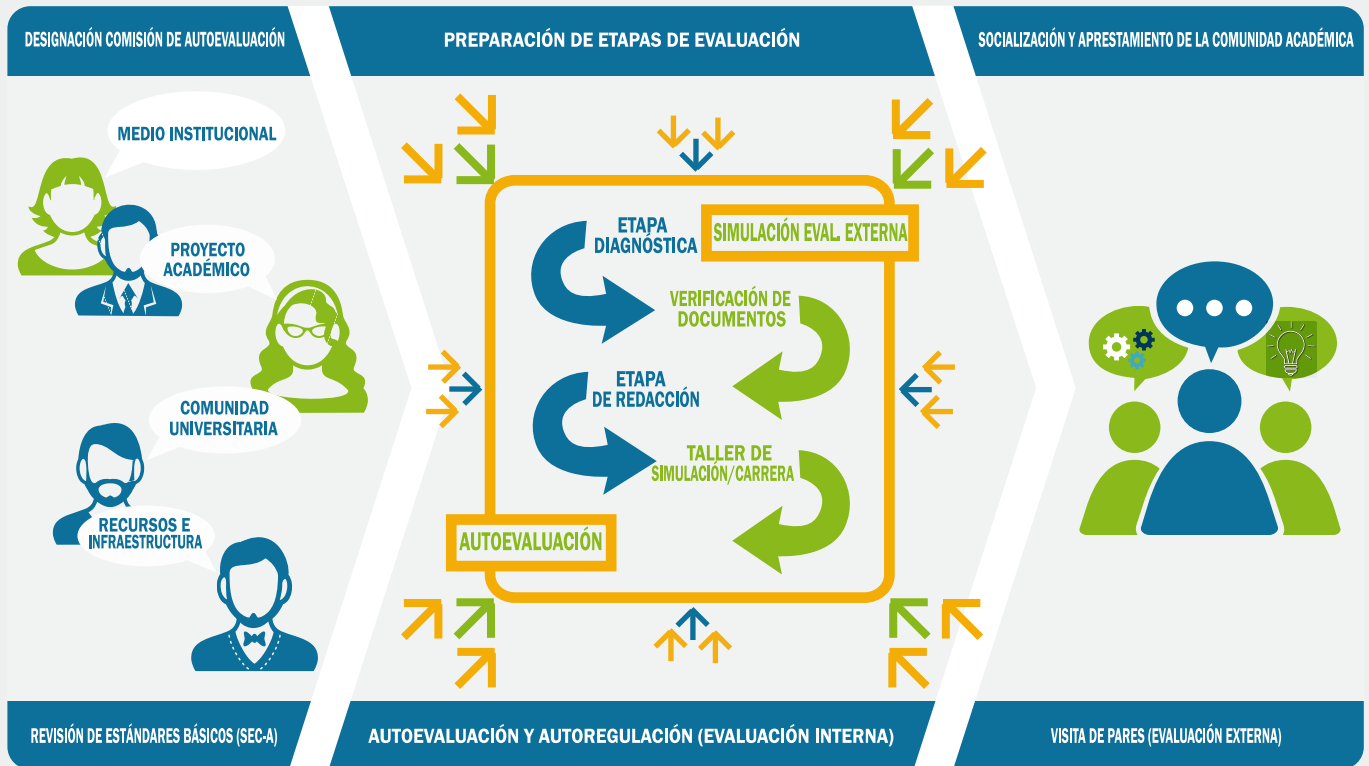 DESIGNACIÓN COMISIÓN DE AUTOEVALUACIÓN
PREPARACIÓN DE ETAPAS DE EVALUACIÓN
SOCIALIZACIÓN Y APRESTAMIENTO DE LA COMUNIDAD ACADÉMICA
MEDIO INSTITUCIONAL
PROYECTO
ACADÉMICO
COMUNIDAD
UNIVERSITARIA
RECURSOS E
INFRAESTRUCTURA
ETAPA
DIAGNÓSTICA
SIMULACIÓN EVAL. EXTERNA
VERIFICACIÓN DE
DOCUMENTOS
ETAPA
DE REDACCIÓN
TALLER DE
SIMULACIÓN/CARRERA
AUTOEVALUACIÓN
REVISIÓN DE ESTÁNDARES BÁSICOS (SEC-A)
AUTOEVALUACIÓN Y AUTOREGULACIÓN (EVALUACIÓN INTERNA)
VISITA DE PARES (EVALUACIÓN EXTERNA)